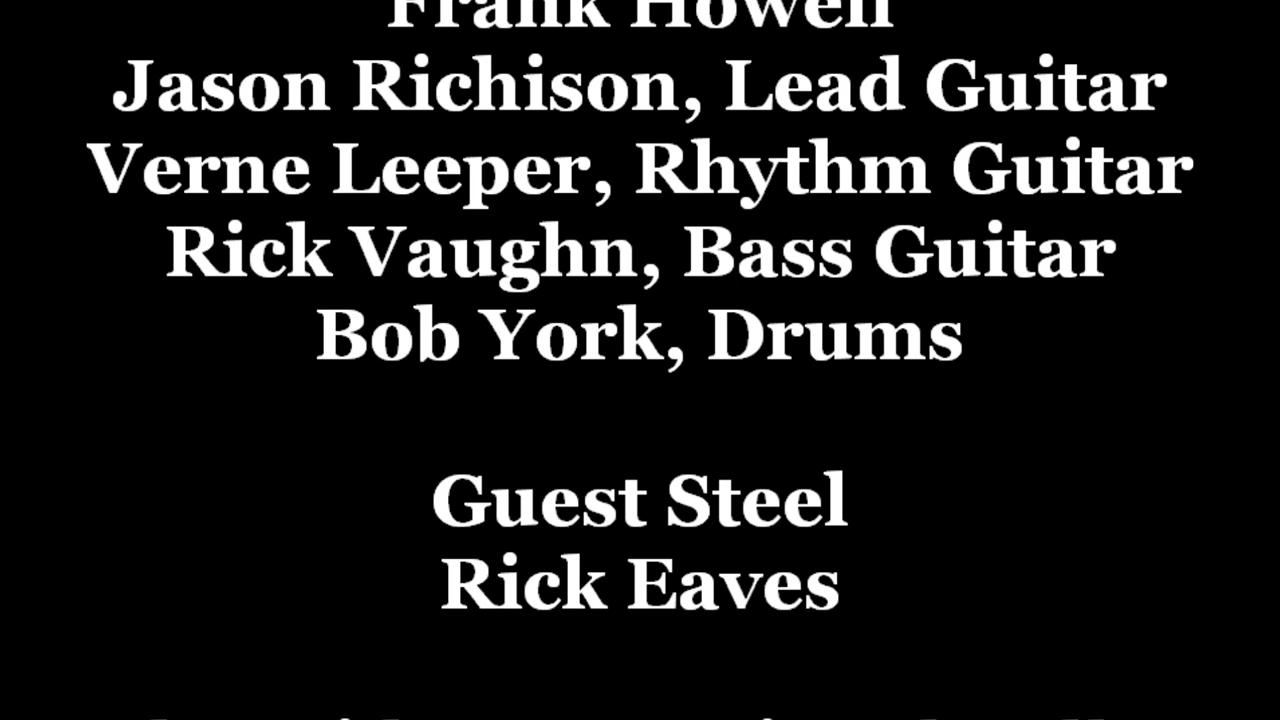 Frank Howell
Jason Richison, Lead Guitar
Verne Leeper, Rhythm Guitar
Rick Vaughn, Bass Guitar
Bob York, Drums
Guest Steel
Rick Eaves